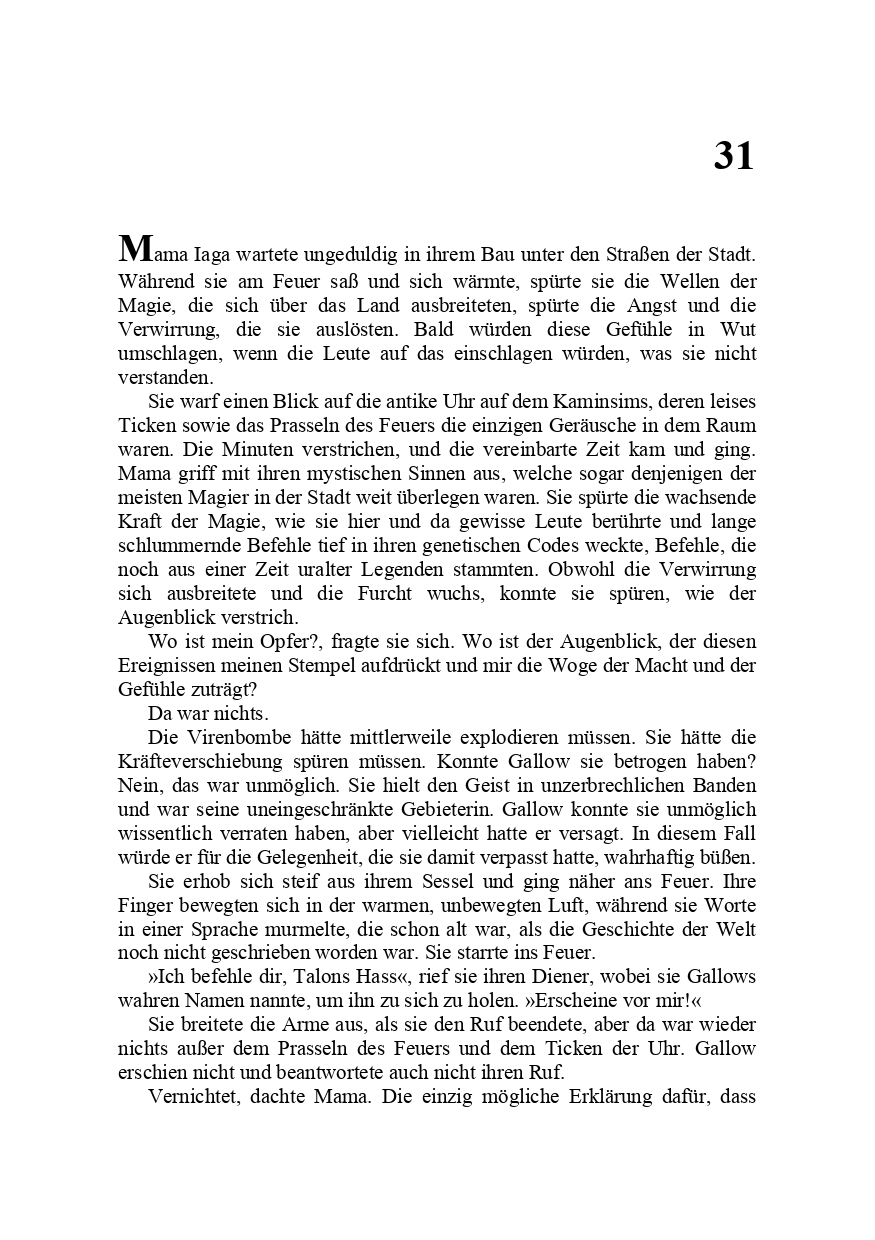 31
Mama Iaga wartete ungeduldig in ihrem Bau unter den Straßen der Stadt.
Während sie am Feuer saß und sich wärmte, spürte sie die Wellen der
Magie, die sich über das Land ausbreiteten, spürte die Angst und die
Verwirrung, die sie auslösten. Bald würden diese Gefühle in Wut
umschlagen, wenn die Leute auf das einschlagen würden, was sie nicht
verstanden.
Sie warf einen Blick auf die antike Uhr auf dem Kaminsims, deren leises
Ticken sowie das Prasseln des Feuers die einzigen Geräusche in dem Raum
waren. Die Minuten verstrichen, und die vereinbarte Zeit kam und ging.
Mama griff mit ihren mystischen Sinnen aus, welche sogar denjenigen der
meisten Magier in der Stadt weit überlegen waren. Sie spürte die wachsende
Kraft der Magie, wie sie hier und da gewisse Leute berührte und lange
schlummernde Befehle tief in ihren genetischen Codes weckte, Befehle, die
noch aus einer Zeit uralter Legenden stammten. Obwohl die Verwirrung
sich ausbreitete und die Furcht wuchs, konnte sie spüren, wie der
Augenblick verstrich.
Wo ist mein Opfer?, fragte sie sich. Wo ist der Augenblick, der diesen
Ereignissen meinen Stempel aufdrückt und mir die Woge der Macht und der
Gefühle zuträgt?
Da war nichts.
Die Virenbombe hätte mittlerweile explodieren müssen. Sie hätte die
Kräfteverschiebung spüren müssen. Konnte Gallow sie betrogen haben?
Nein, das war unmöglich. Sie hielt den Geist in unzerbrechlichen Banden
und war seine uneingeschränkte Gebieterin. Gallow konnte sie unmöglich
wissentlich verraten haben, aber vielleicht hatte er versagt. In diesem Fall
würde er für die Gelegenheit, die sie damit verpasst hatte, wahrhaftig büßen.
Sie erhob sich steif aus ihrem Sessel und ging näher ans Feuer. Ihre
Finger bewegten sich in der warmen, unbewegten Luft, während sie Worte
in einer Sprache murmelte, die schon alt war, als die Geschichte der Welt
noch nicht geschrieben worden war. Sie starrte ins Feuer.
»Ich befehle dir, Talons Hass«, rief sie ihren Diener, wobei sie Gallows
wahren Namen nannte, um ihn zu sich zu holen. »Erscheine vor mir!«
Sie breitete die Arme aus, als sie den Ruf beendete, aber da war wieder
nichts außer dem Prasseln des Feuers und dem Ticken der Uhr. Gallow
erschien nicht und beantwortete auch nicht ihren Ruf.
Vernichtet, dachte Mama. Die einzig mögliche Erklärung dafür, dass